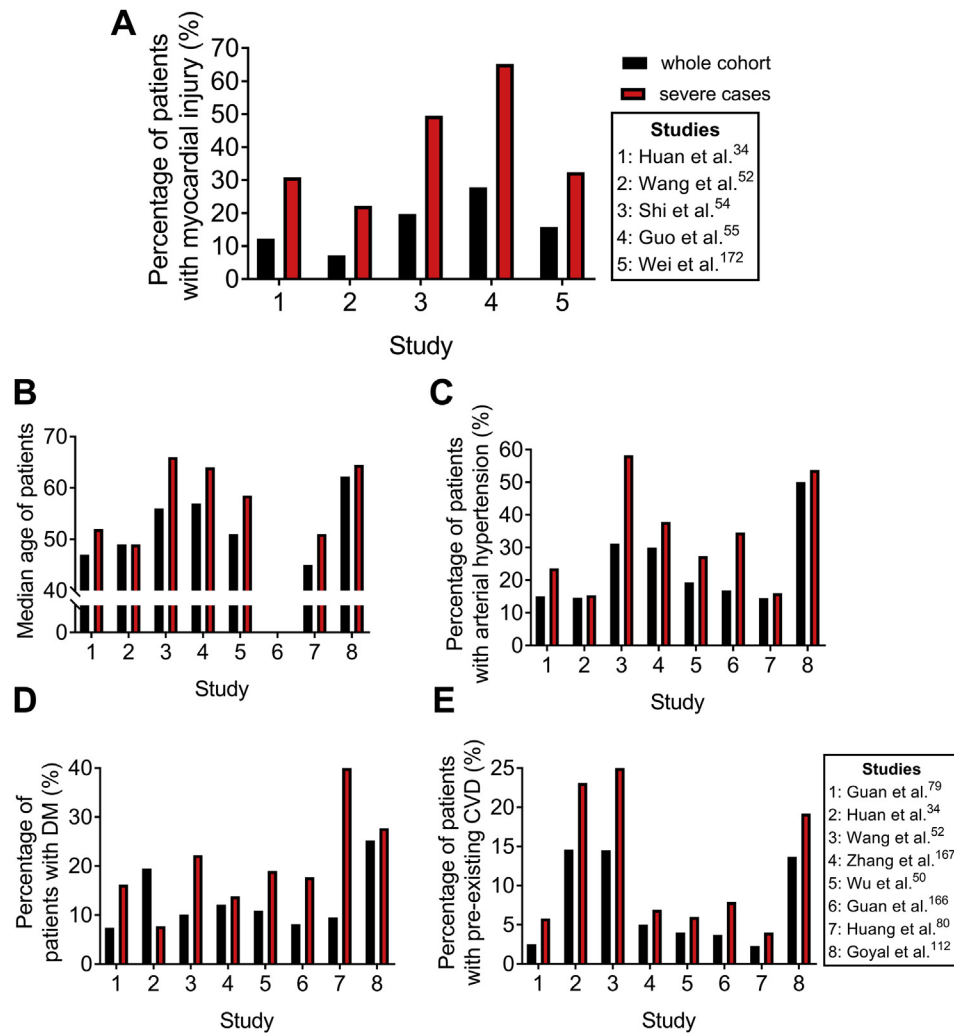 A
Percentage of patients
with myocardial injury (%)
70
60
50
40
30
20
10
0
1 2 3 4 5
Study
whole cohort
severe cases
Studies
1: Huan et al.34
2: Wang et al.52
3: Shi et al.54
4: Guo et al.55
5: Wei et al.172
B
Median age of patients
70
60
50
40
0
1 2 3 4 5 6 7 8
Study
C
Percentage of patients
with arterial hypertension (%)
60
50
40
30
20
10
0
1 2 3 4 5 6 7 8
Study
D
Percentage of
patients with DM (%)
40
30
20
10
0
1 2 3 4 5 6 7 8
Study
E
Percentage of patients
with pre-existing CVD (%)
25
20
15
10
5
0
1 2 3 4 5 6 7 8
Study
Studies
1: Guan et al.79
2: Huan et al.34
3: Wang et al.52
4: Zhang et al.167
5: Wu et al.50
6: Guan et al.166
7: Huang et al.80
8: Goyal et al.112